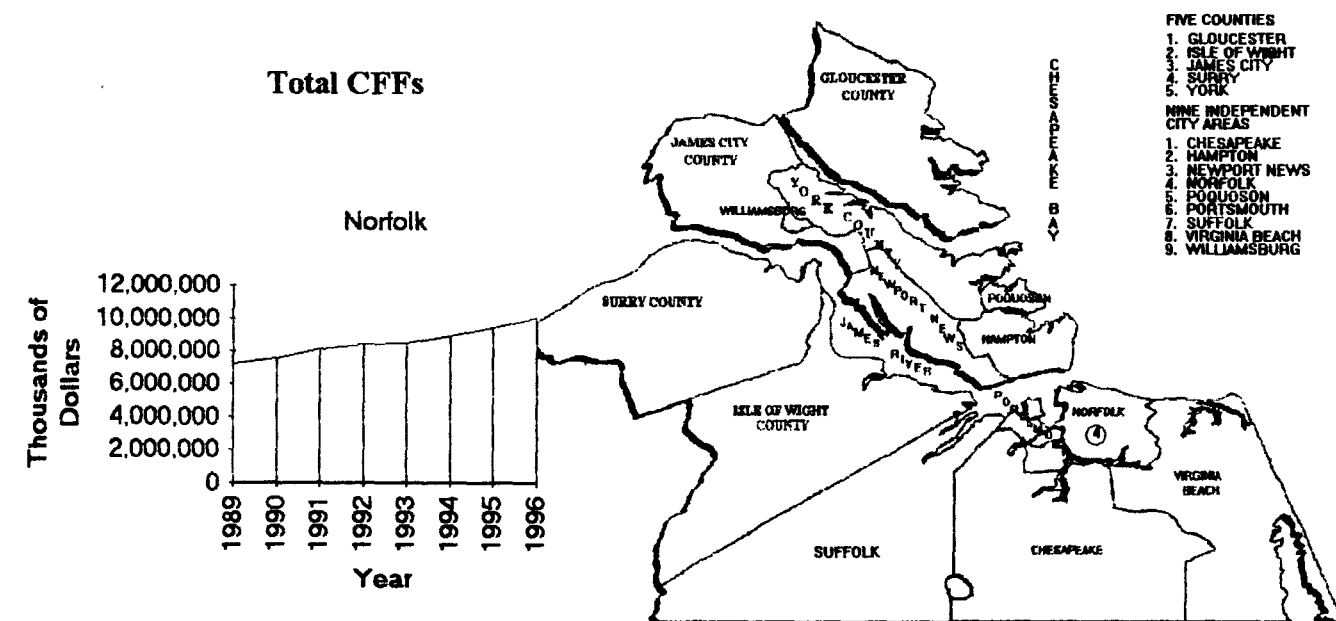 Total CFFs
Norfolk
Thousands of
Dollars
12,000,000
10,000,000
8,000,000
6,000,000
4,000,000
2,000,000
0
1989
1990
1991
1992
1993
1994
1995
1996
Year
GLOUCESTER
COUNTY
JAMES CITY
COUNTY
YORK COUNTY
WILLIAMSBURG
SURRY COUNTY
NEWPORT NEWS
POQUOSON
HAMPTON
JAMES
RIVER
ISLE OF WIGHT
COUNTY
PORTSMOUTH
NORFOLK
4
VIRGINIA
BEACH
SUFFOLK
CHESAPEAKE
CHESAPEAKE
BAY
FIVE COUNTIES
1. GLOUCESTER
2. ISLE OF WIGHT
3. JAMES CITY
4. SURRY
5. YORK
NINE INDEPENDENT
CITY AREAS
1. CHESAPEAKE
2. HAMPTON
3. NEWPORT NEWS
4. NORFOLK
5. POQUOSON
6. PORTSMOUTH
7. SUFFOLK
8. VIRGINIA BEACH
9. WILLIAMSBURG